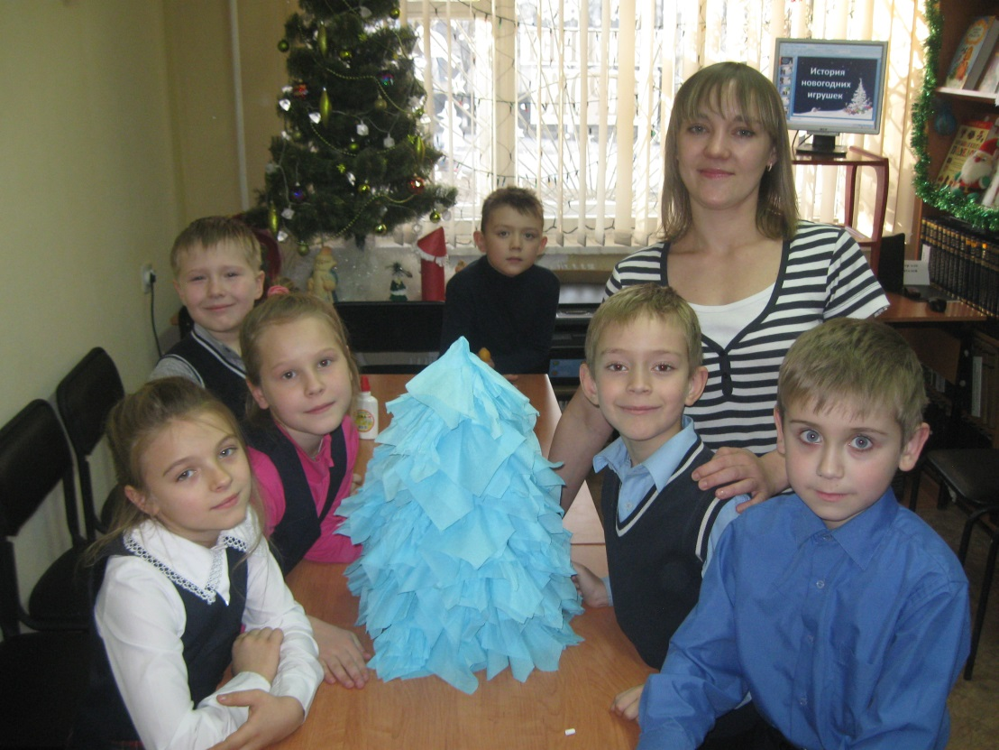 История
новогодних
игрушек